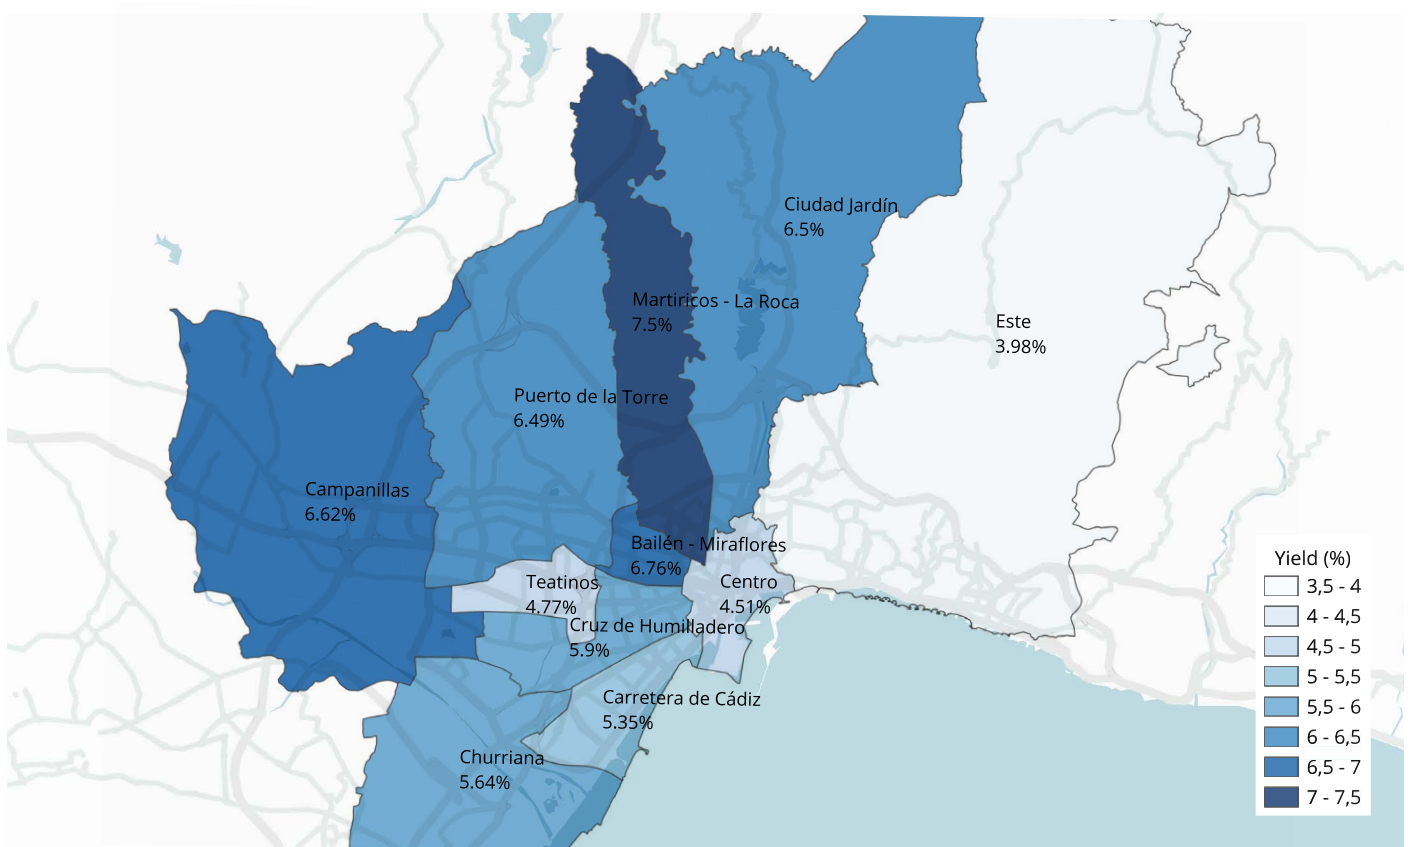 Ciudad Jardín
6.5%
Martiricos - La Roca
7.5%
Este
3.98%
Puerto de la Torre
6.49%
Campanillas
6.62%
Bailén - Miraflores
6.76%
Teatinos
4.77%
Centro
4.51%
Cruz de Humilladero
5.9%
Carretera de Cádiz
5.35%
Churriana
5.64%
Yield (%)
3,5 - 4
4 - 4,5
4,5 - 5
5 - 5,5
5,5 - 6
6 - 6,5
6,5 - 7
7 - 7,5